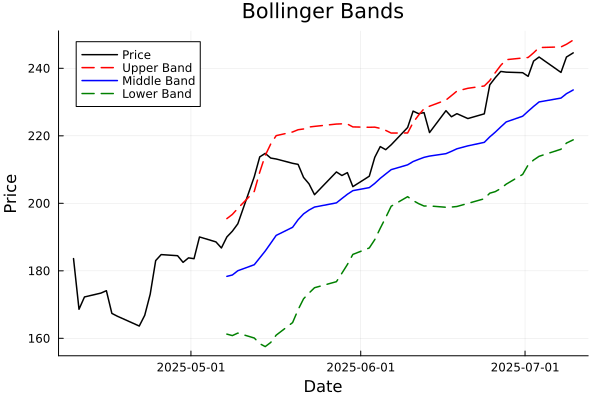 Bollinger Bands
Price
Upper Band
Middle Band
Lower Band
Price
240
220
200
180
160
2025-05-01 2025-06-01 2025-07-01
Date